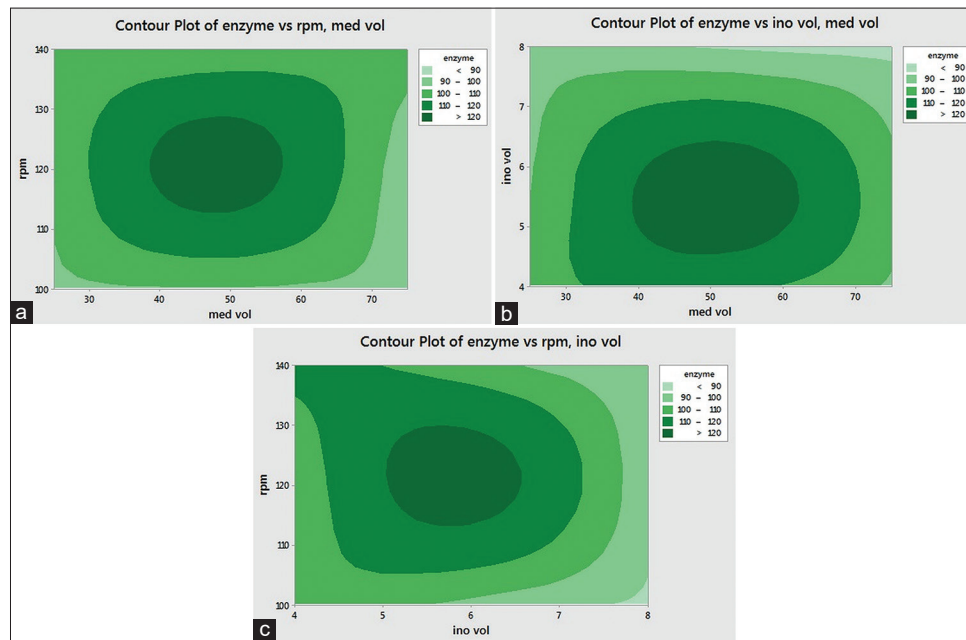 Contour Plot of enzyme vs rpm, med vol
140
130
120
110
100
rpm
30 40 50 60 70
med vol
enzyme
< 90
90 – 100
100 – 110
110 – 120
> 120
a
Contour Plot of enzyme vs ino vol, med vol
8
7
6
5
4
ino vol
30 40 50 60 70
med vol
enzyme
< 90
90 – 100
100 – 110
110 – 120
> 120
b
Contour Plot of enzyme vs rpm, ino vol
140
130
120
110
100
rpm
4 5 6 7 8
ino vol
enzyme
< 90
90 – 100
100 – 110
110 – 120
> 120
c